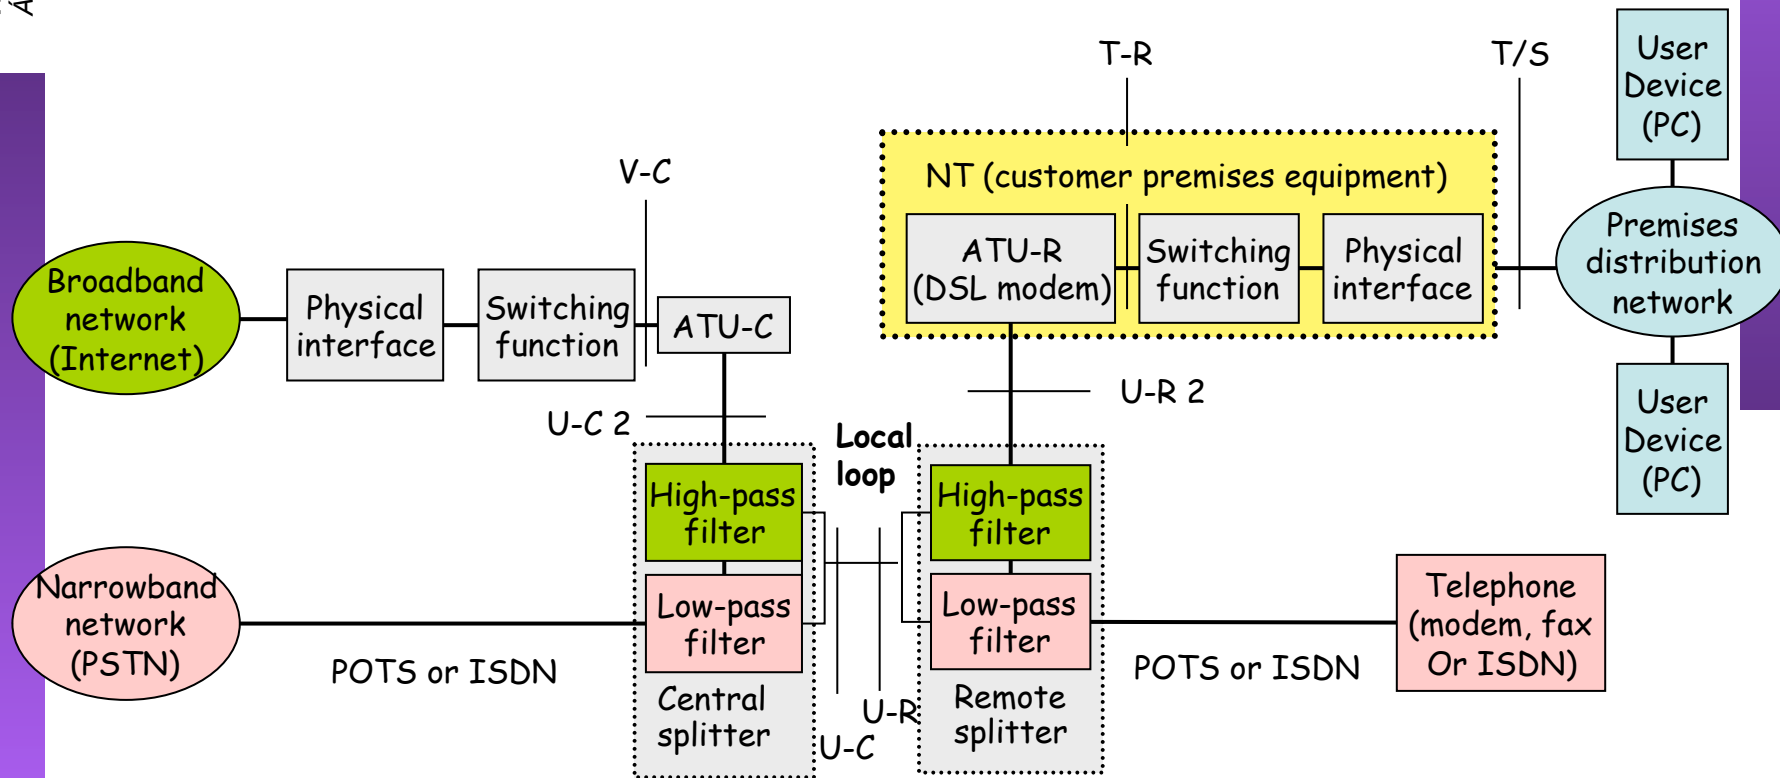 T-R
T/S
User
Device
(PC)
V-C
NT (customer premises equipment)
Broadband
network
(Internet)
Physical
interface
Switching
function
ATU-C
ATU-R
(DSL modem)
Switching
function
Physical
interface
Premises
distribution
network
U-C 2
U-R 2
Local
loop
User
Device
(PC)
High-pass
filter
High-pass
filter
Narrowband
network
(PSTN)
POTS or ISDN
Low-pass
filter
Low-pass
filter
POTS or ISDN
Telephone
(modem, fax
Or ISDN)
Central
splitter
U-R
U-C
Remote
splitter